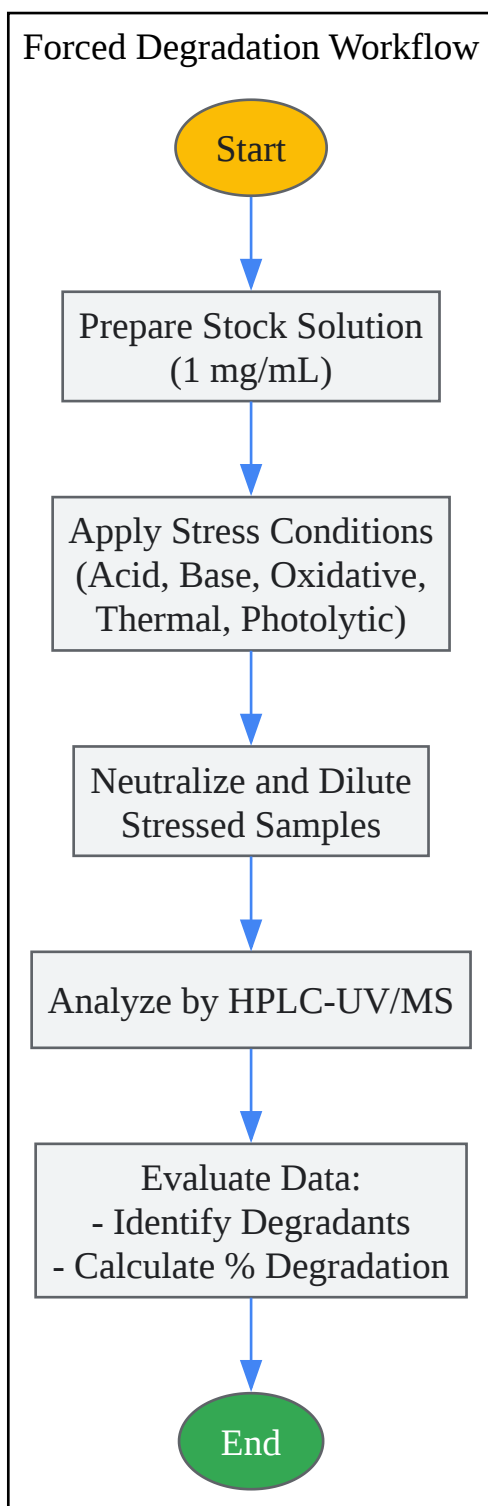 Forced Degradation Workflow
Start
Prepare Stock Solution
(1 mg/mL)
Apply Stress Conditions
(Acid, Base, Oxidative,
Thermal, Photolytic)
Neutralize and Dilute
Stressed Samples
Analyze by HPLC-UV/MS
Evaluate Data:
- Identify Degradants
- Calculate % Degradation
End